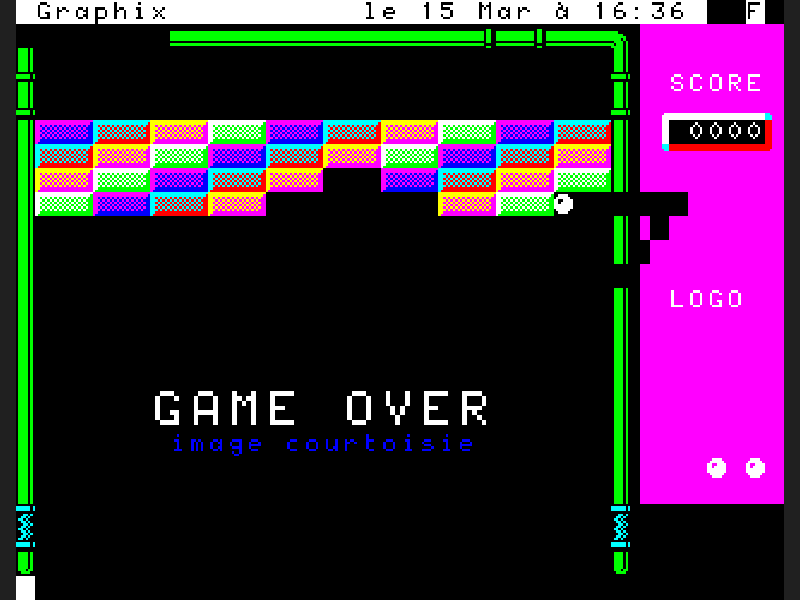 Graphix le 15 Mar à 16:36 F
SCORE
0000
LOGO
GAME OVER
image courtoisie